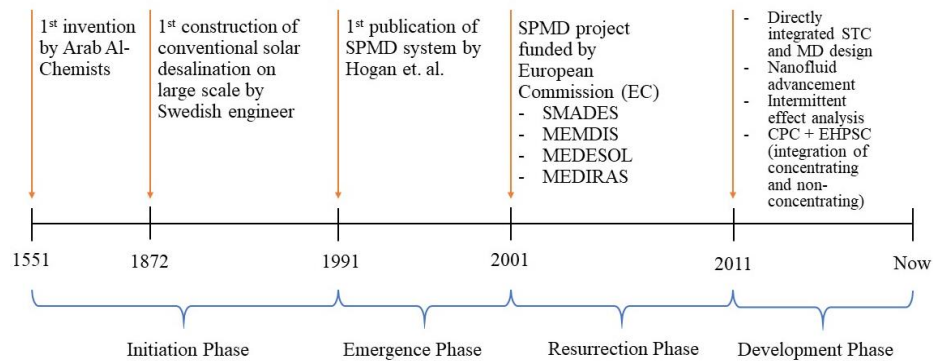 1st invention
by Arab Al-
Chemists
1st construction of
conventional solar
desalination on
large scale by
Swedish engineer
1st publication of
SPMD system by
Hogan et. al.
SPMD project
funded by
European
Commission (EC)
- SMADES
- MEMDIS
- MEDESOL
- MEDIRAS
- Directly
integrated STC
and MD design
- Nanofluid
advancement
- Intermittent
effect analysis
- CPC + EHPSC
(integration of
concentrating
and non-
concentrating)
1551
1872
1991
2001
2011
Now
Initiation Phase
Emergence Phase
Resurrection Phase
Development Phase